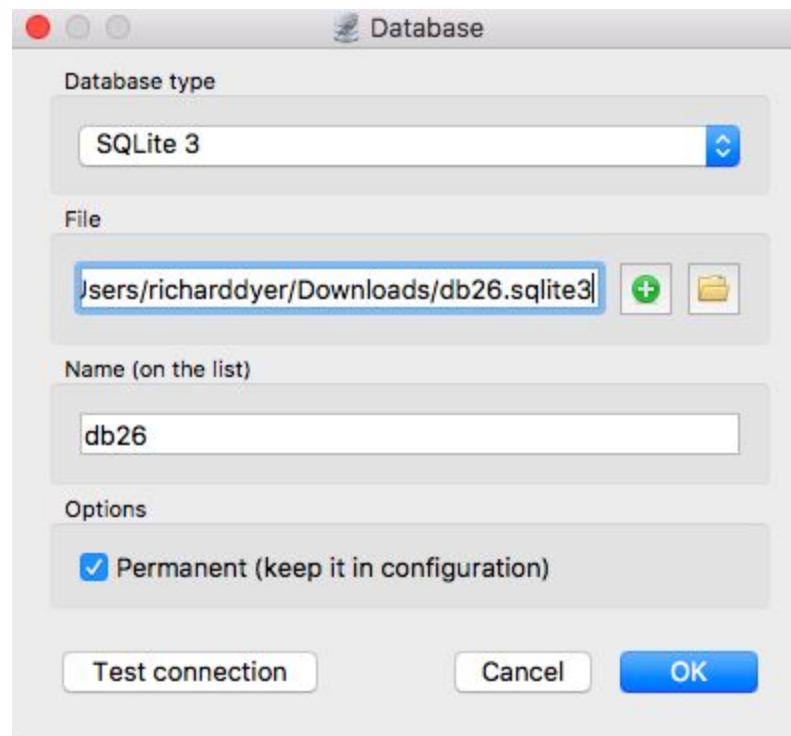 Database
Database type
SQLite 3
File
Users/richarddyer/Downloads/db26.sqlite3
Name (on the list)
db26
Options
Permanent (keep it in configuration)
Test connection
Cancel
OK